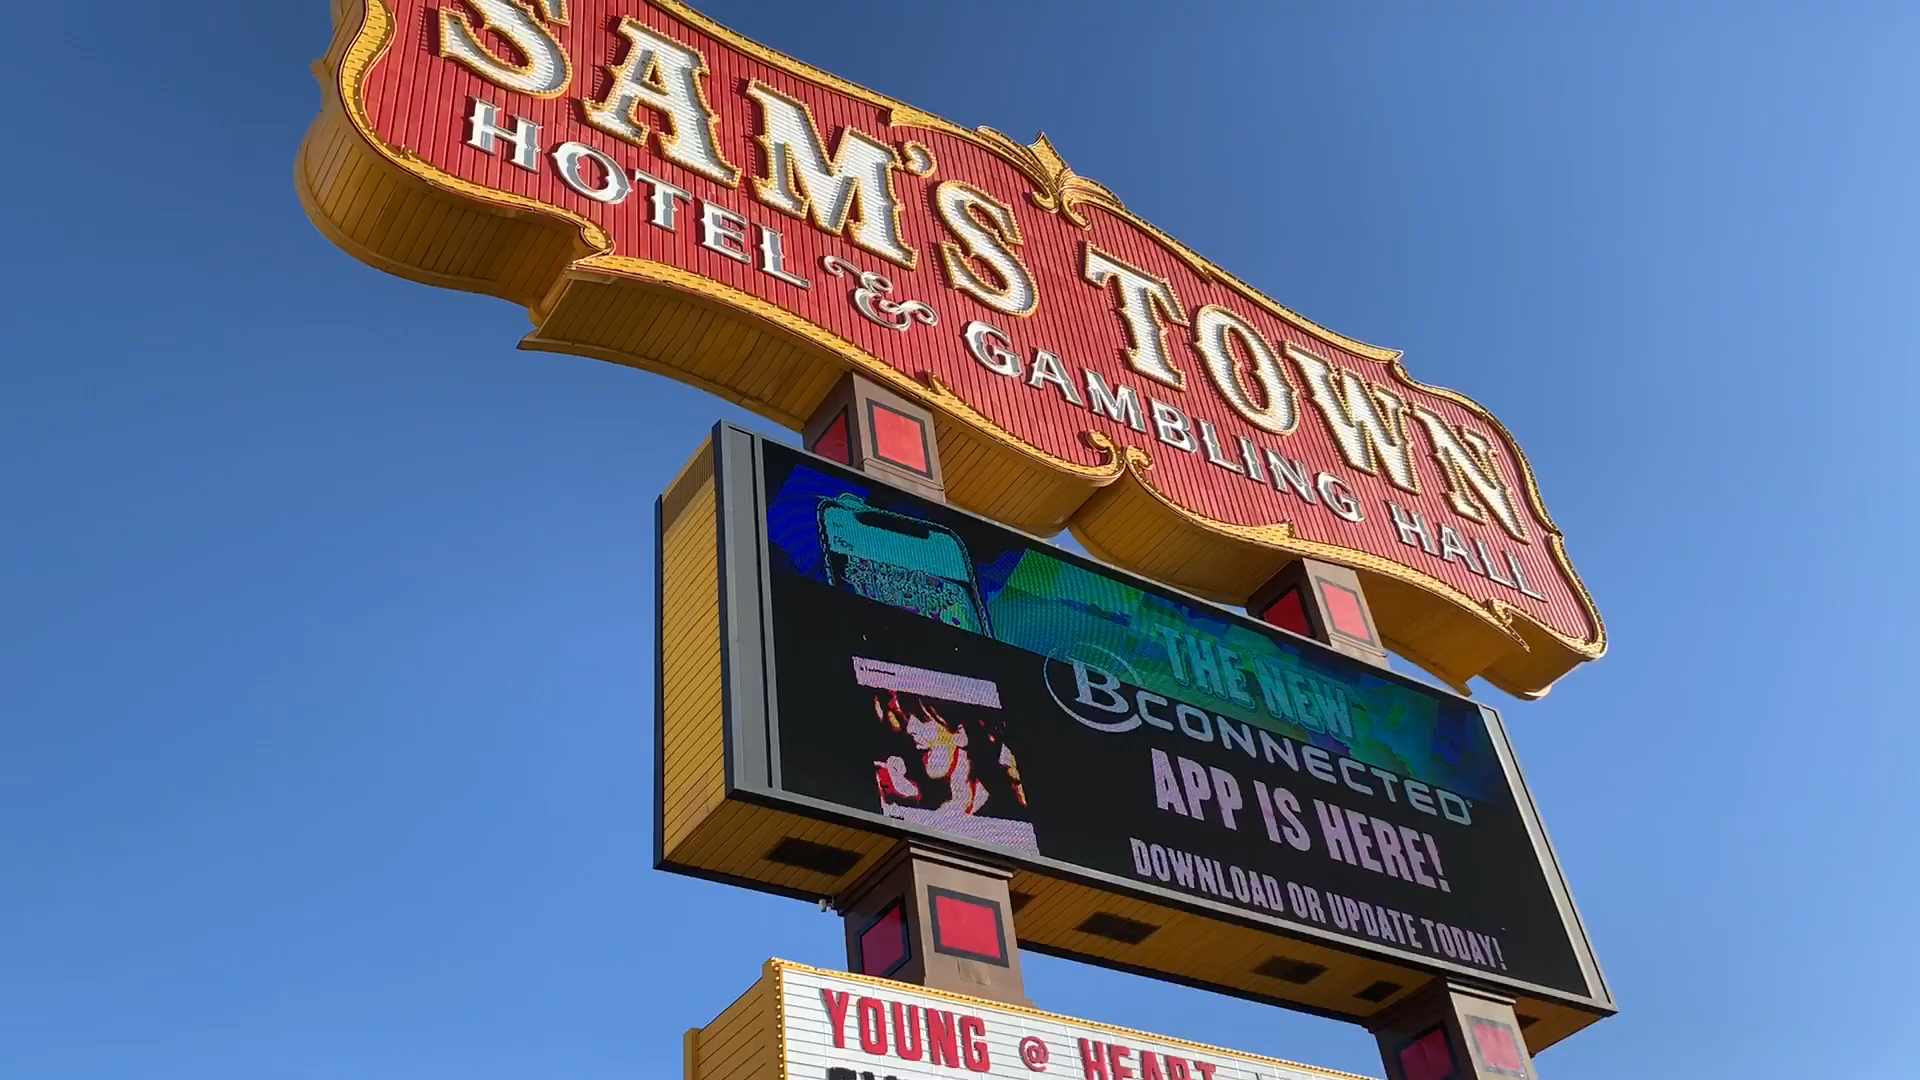 SAM'S TOWN
HOTEL & GAMBLING HALL
THE NEW
B CONNECTED
APP IS HERE!
DOWNLOAD OR UPDATE TODAY!
YOUNG @ HEART